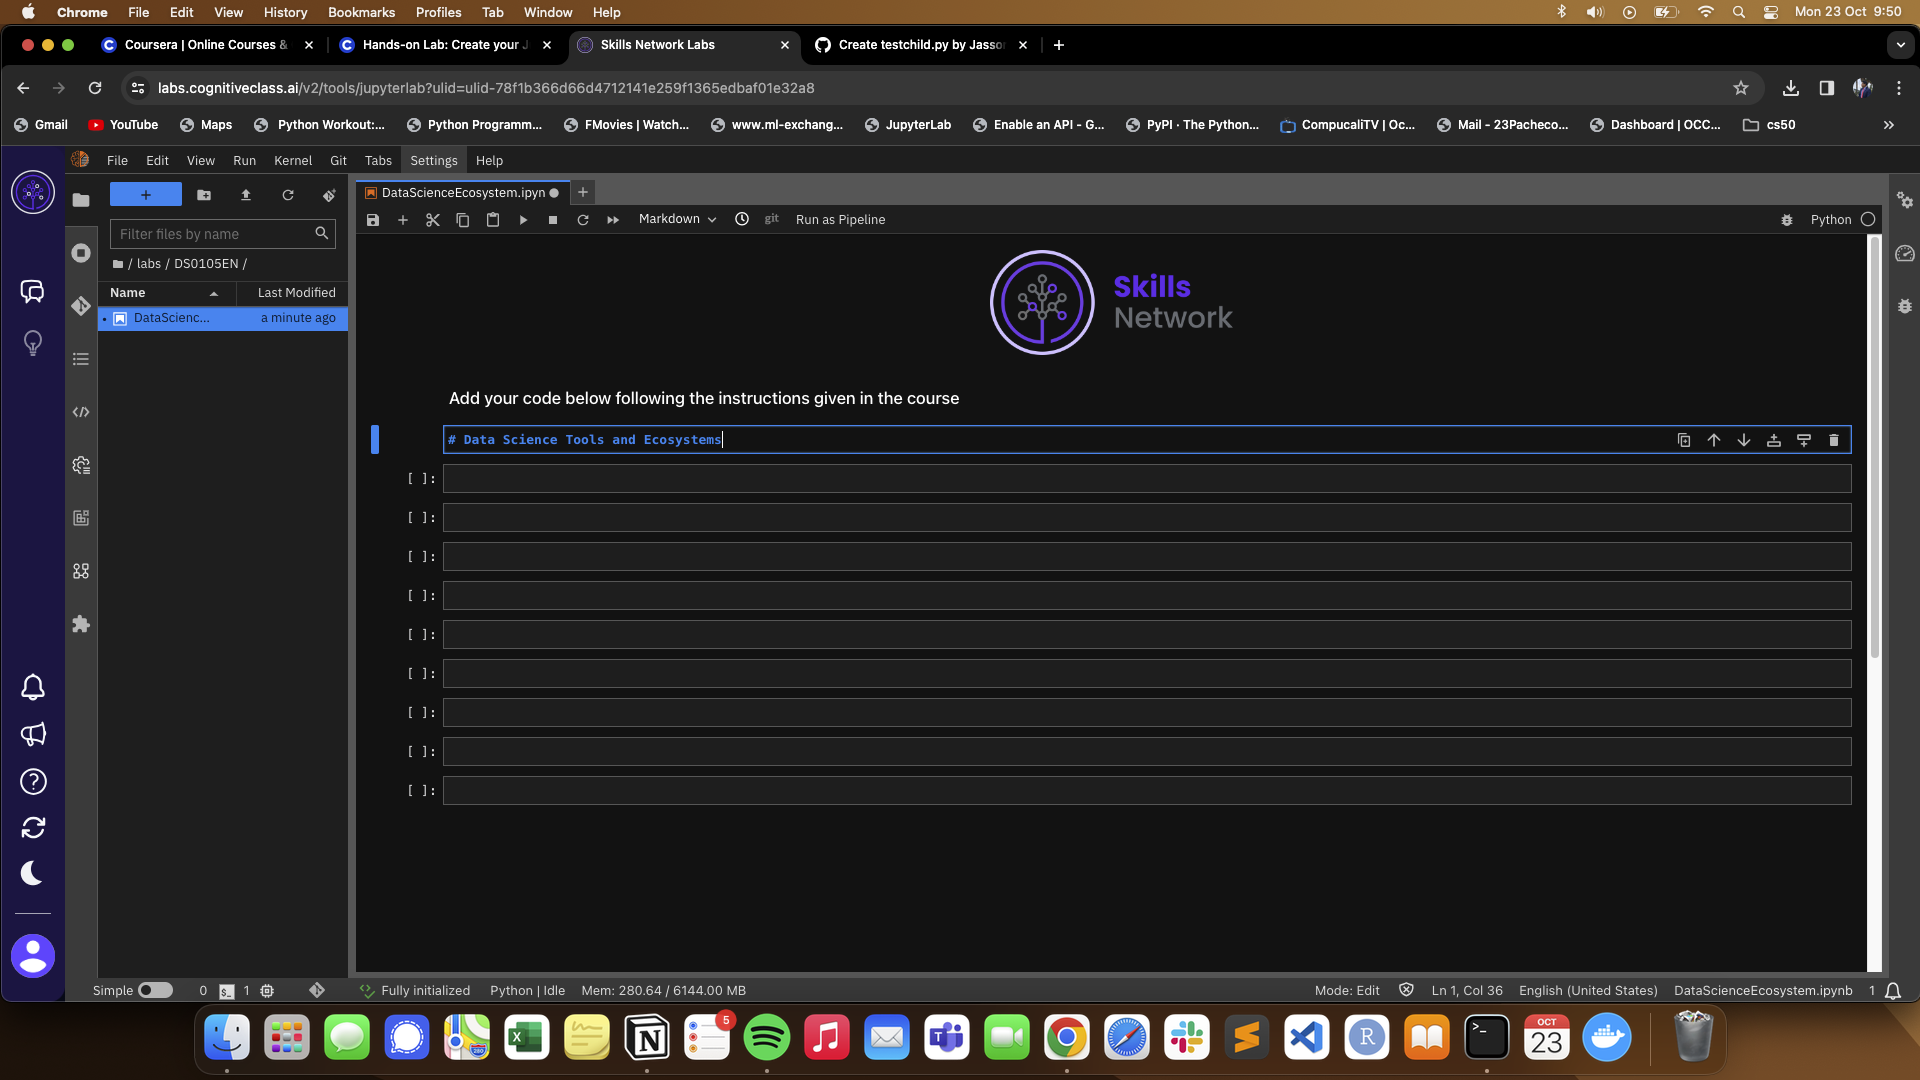 Chrome File Edit View History Bookmarks Profiles Tab Window Help Mon 23 Oct 9:50
Coursera | Online Courses & Hands-on Lab: Create your J Skills Network Labs Create testchild.py by Jasso
labs.cognitiveclass.ai/v2/tools/jupyterlab?ulid=ulid-78f1b366d66d4712141e259f1365edbaf01e32a8
Gmail YouTube Maps Python Workout:... Python Programm... FMovies | Watch... www.ml-exchang... JupyterLab Enable an API - G... PyPI · The Python... CompucaliTV | Oc... Mail - 23Pacheco... Dashboard | OCC... cs50 »
File Edit View Run Kernel Git Tabs Settings Help
DataScienceEcosystem.ipyn
Markdown git Run as Pipeline Python
Filter files by name
/ labs / DS0105EN /
Name Last Modified
DataScienc... a minute ago
Skills
Network
Add your code below following the instructions given in the course
# Data Science Tools and Ecosystems
[ ]:
[ ]:
[ ]:
[ ]:
[ ]:
[ ]:
[ ]:
[ ]:
[ ]:
Simple 0 $_ 1 Fully initialized Python | Idle Mem: 280.64 / 6144.00 MB Mode: Edit Ln 1, Col 36 English (United States) DataScienceEcosystem.ipynb 1
5
OCT
23